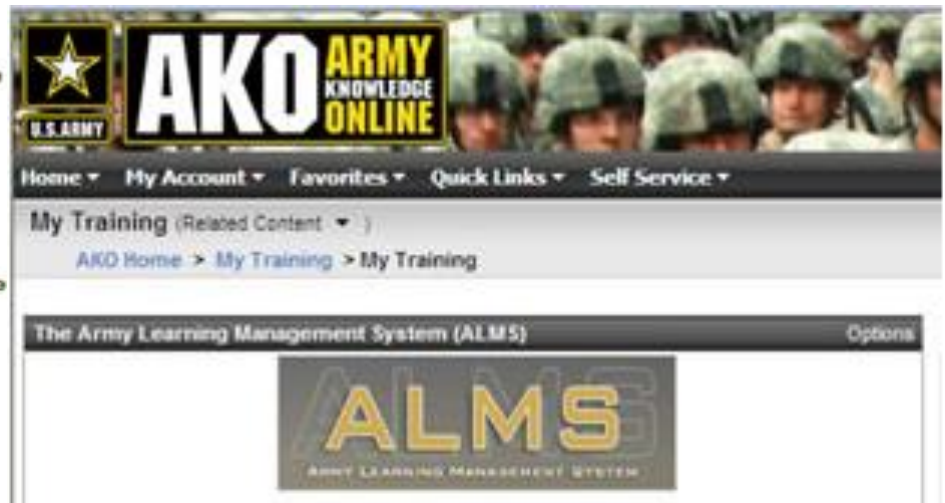 AKO ARMY
KNOWLEDGE
ONLINE
U.S.ARMY
Home My Account Favorites Quick Links Self Service
My Training (Related Content )
AKO Home > My Training > My Training
The Army Learning Management System (ALMS) Options
ALMS
ARMY LEARNING MANAGEMENT SYSTEM